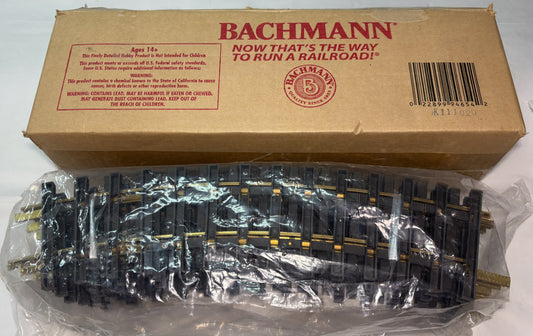 Ages 14+
This Finely Detailed Hobby Product is Not Intended for Children
This product meets or exceeds all U.S. Federal safety standards.
Some U.S. States require additional information as follows:
WARNING:
This product contains a chemical known to the State of California to cause
cancer, birth defects or other reproductive harm.
WARNING: CONTAINS LEAD. MAY BE HARMFUL IF EATEN OR CHEWED.
MAY GENERATE DUST CONTAINING LEAD. KEEP OUT OF
THE REACH OF CHILDREN.
BACHMANN®
NOW THAT'S THE WAY
TO RUN A RAILROAD!®
BACHMANN
B
QUALITY SINCE 1833
0 22899 94654 2